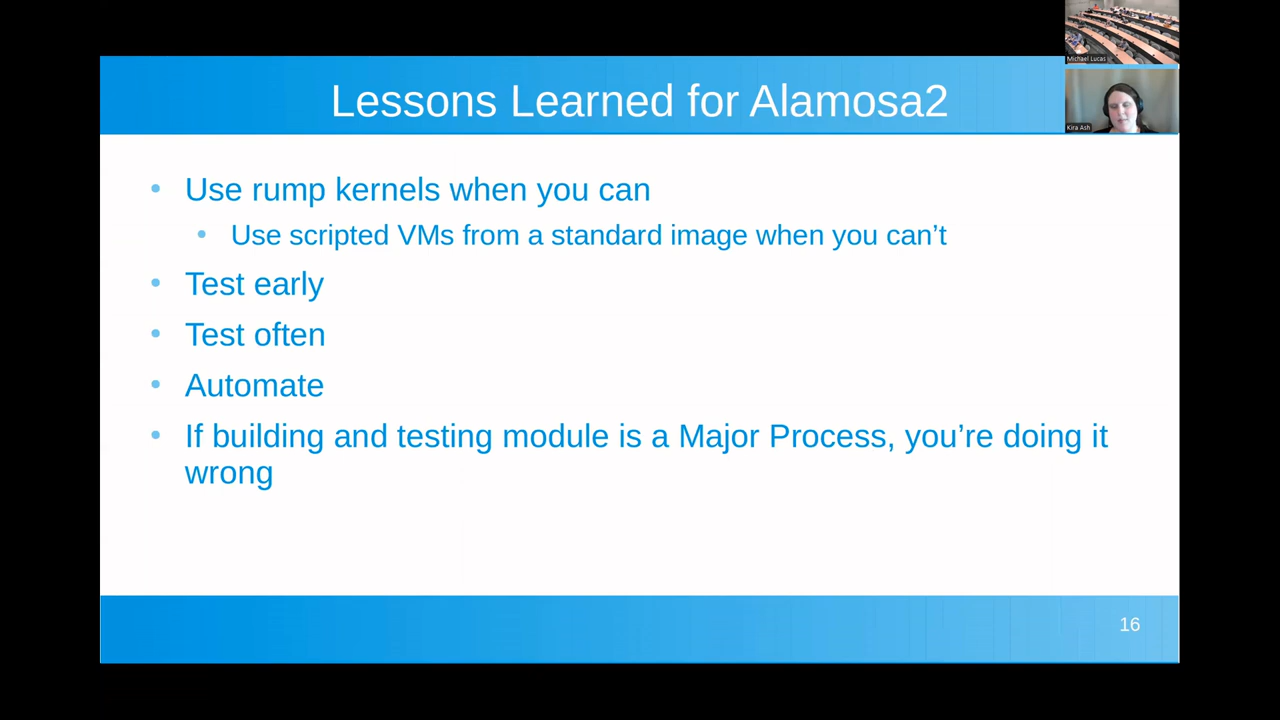 Lessons Learned for Alamosa2
Michael Lucas
Kira Ash
• Use rump kernels when you can
• Use scripted VMs from a standard image when you can’t
• Test early
• Test often
• Automate
• If building and testing module is a Major Process, you’re doing it
wrong
16